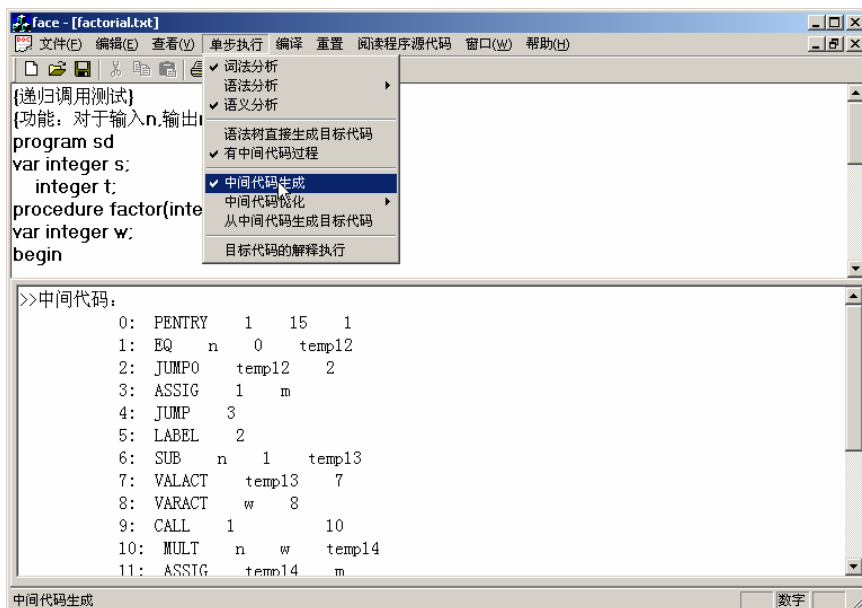 face - [factorial.txt]
文件(F) 编辑(E) 查看(V) 单步执行 编译 重置 阅读程序源代码 窗口(W) 帮助(H)
词法分析
语法分析
语义分析
语法树直接生成目标代码
有中间代码过程
中间代码生成
中间代码优化
从中间代码生成目标代码
目标代码的解释执行
{递归调用测试}
{功能：对于输入n,输出
program sd
var integer s;
integer t;
procedure factor(inte
var integer w;
begin
>>中间代码：
0: PENTRY 1 15 1
1: EQ n 0 temp12
2: JUMP0 temp12 2
3: ASSIG 1 m
4: JUMP 3
5: LABEL 2
6: SUB n 1 temp13
7: VALACT temp13 7
8: VARACT w 8
9: CALL 1 10
10: MULT n w temp14
11: ASSIG temp14 m
中间代码生成 数字